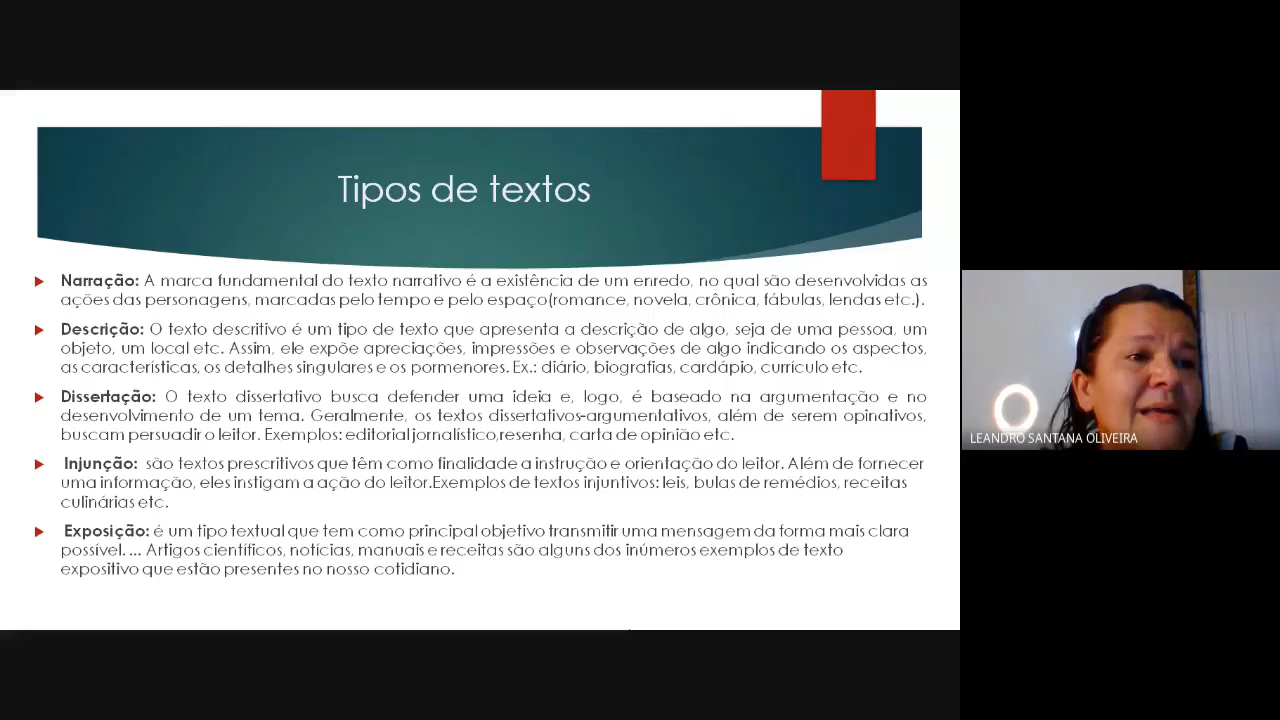 Tipos de textos
Narração: A marca fundamental do texto narrativo é a existência de um enredo, no qual são desenvolvidas as
ações das personagens, marcadas pelo tempo e pelo espaço(romance, novela, crônica, fábulas, lendas etc.).
Descrição: O texto descritivo é um tipo de texto que apresenta a descrição de algo, seja de uma pessoa, um
objeto, um local etc. Assim, ele expõe apreciações, impressões e observações de algo indicando os aspectos,
as características, os detalhes singulares e os pormenores. Ex.: diário, biografias, cardápio, currículo etc.
Dissertação: O texto dissertativo busca defender uma ideia e, logo, é baseado na argumentação e no
desenvolvimento de um tema. Geralmente, os textos dissertativos-argumentativos, além de serem opinativos,
buscam persuadir o leitor. Exemplos: editorial jornalístico,resenha, carta de opinião etc.
Injunção: são textos prescritivos que têm como finalidade a instrução e orientação do leitor. Além de fornecer
uma informação, eles instigam a ação do leitor.Exemplos de textos injuntivos: leis, bulas de remédios, receitas
culinárias etc.
Exposição: é um tipo textual que tem como principal objetivo transmitir uma mensagem da forma mais clara
possível. ... Artigos científicos, notícias, manuais e receitas são alguns dos inúmeros exemplos de texto
expositivo que estão presentes no nosso cotidiano.
LEANDRO SANTANA OLIVEIRA